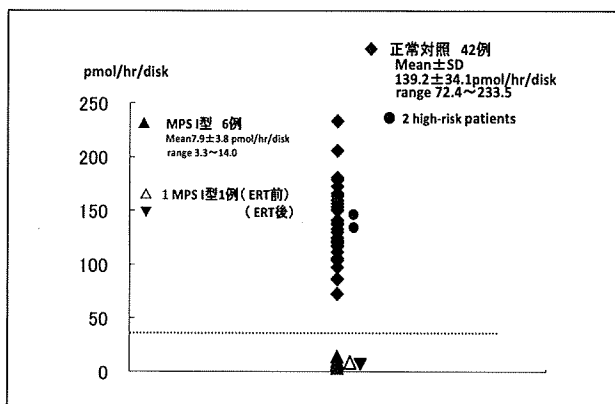 ◆ 正常対照 42例
Mean±SD
139.2±34.1pmol/hr/disk
range 72.4～233.5
● 2 high-risk patients
pmol/hr/disk
▲ MPS I型 6例
Mean7.9±3.8 pmol/hr/disk
range 3.3～14.0
△ 1 MPS I型1例(ERT前)
▼ (ERT後)
250
200
150
100
50
0